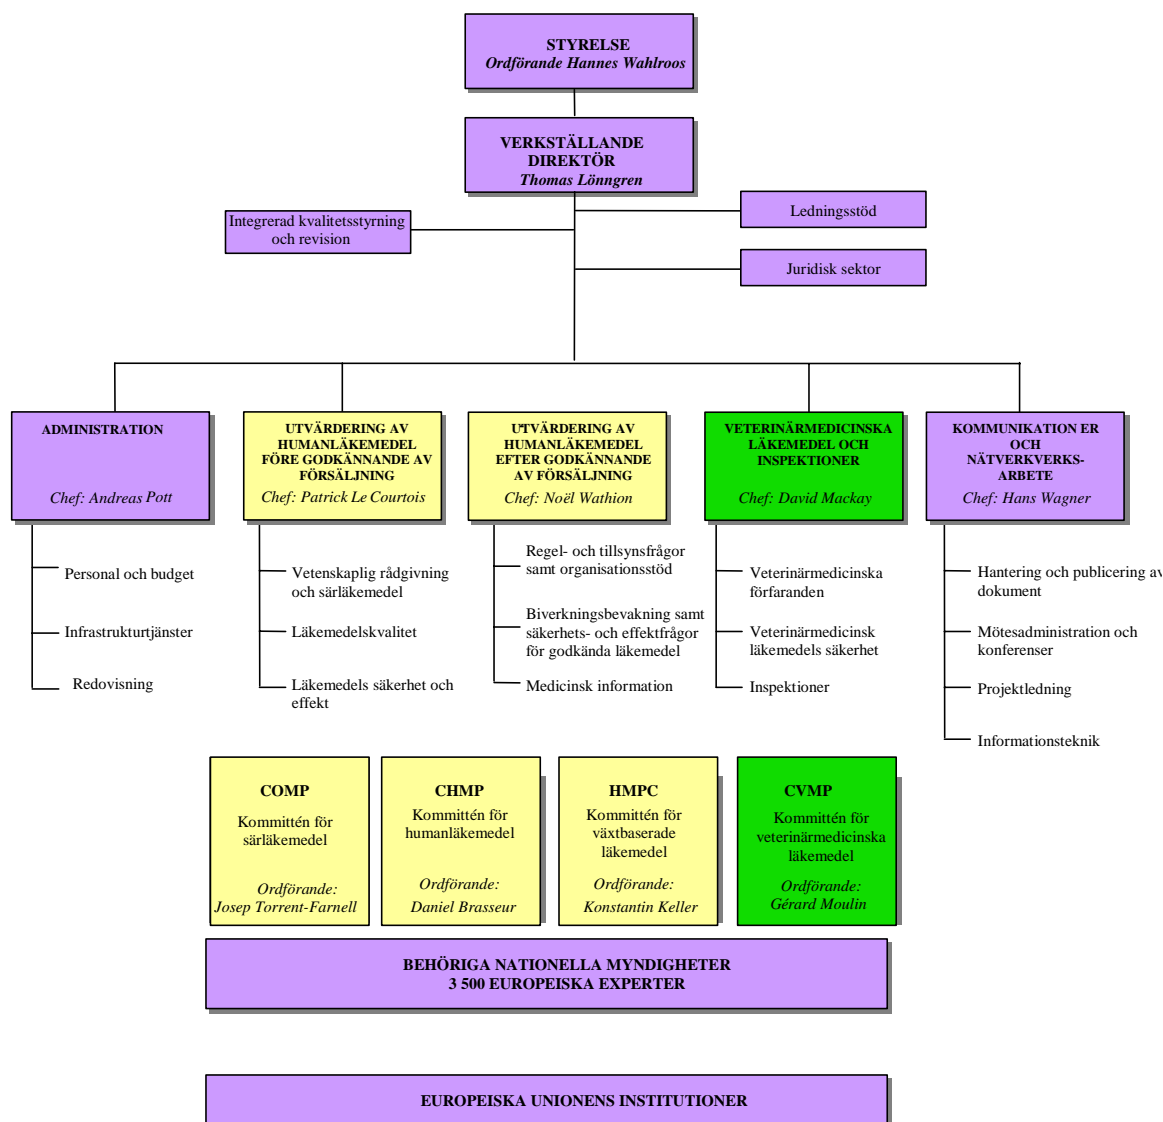 STYRELSE
Ordförande Hannes Wahlroos
VERKSTÄLLANDE
DIREKTÖR
Thomas Lönngren
Integrerad kvalitetsstyrning
och revision
Ledningsstöd
Juridisk sektor
ADMINISTRATION
Chef: Andreas Pott
UTVÄRDERING AV
HUMANLÄKEMEDEL
FÖRE GODKÄNNANDE AV
FÖRSÄLJNING
Chef: Patrick Le Courtois
UTVÄRDERING AV
HUMANLÄKEMEDEL
EFTER GODKÄNNANDE
AV FÖRSÄLJNING
Chef: Noël Wathion
VETERINÄRMEDICINSKA
LÄKEMEDEL OCH
INSPEKTIONER
Chef: David Mackay
KOMMUNIKATION ER
OCH
NÄTVERKVERKS-
ARBETE
Chef: Hans Wagner
Personal och budget
Infrastrukturtjänster
Redovisning
Vetenskaplig rådgivning
och särläkemedel
Läkemedelskvalitet
Läkemedels säkerhet och
effekt
Regel- och tillsynsfrågor
samt organisationsstöd
Biverkningsbevakning samt
säkerhets- och effektfrågor
för godkända läkemedel
Medicinsk information
Veterinärmedicinska
förfaranden
Veterinärmedicinsk
läkemedels säkerhet
Inspektioner
Hantering och publicering av
dokument
Mötesadministration och
konferenser
Projektledning
Informationsteknik
COMP
Kommittén för
särläkemedel
Ordförande:
Josep Torrent-Farnell
CHMP
Kommittén för
humanläkemedel
Ordförande:
Daniel Brasseur
HMPC
Kommittén för
växtbaserade
läkemedel
Ordförande:
Konstantin Keller
CVMP
Kommittén för
veterinärmedicinska
läkemedel
Ordförande:
Gérard Moulin
BEHÖRIGA NATIONELLA MYNDIGHETER
3 500 EUROPEISKA EXPERTER
EUROPEISKA UNIONENS INSTITUTIONER